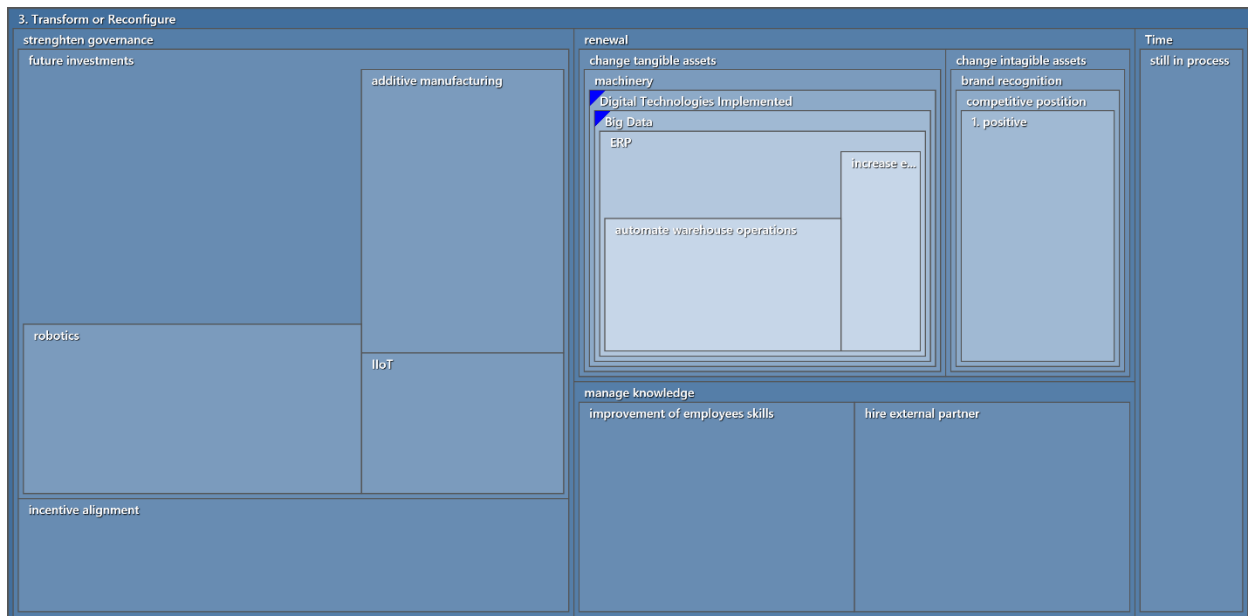 3. Transform or Reconfigure
strenghten governance
future investments
additive manufacturing
robotics
IIoT
incentive alignment
renewal
change tangible assets
machinery
Digital Technologies Implemented
Big Data
ERP
increase e...
automate warehouse operations
change intagible assets
brand recognition
competitive postition
1. positive
manage knowledge
improvement of employees skills
hire external partner
Time
still in process